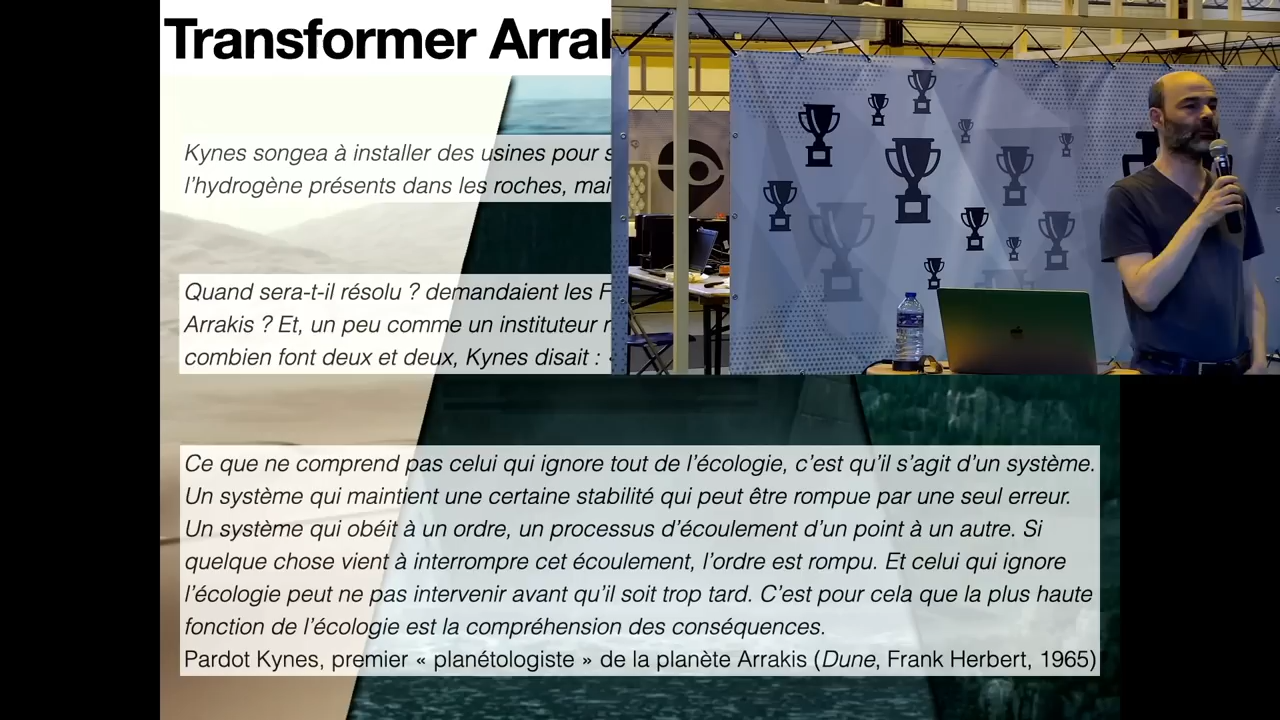 Transformer Arrak
Kynes songea à installer des usines pour s
l’hydrogène présents dans les roches, mai
Quand sera-t-il résolu ? demandaient les F
Arrakis ? Et, un peu comme un instituteur r
combien font deux et deux, Kynes disait : «
Ce que ne comprend pas celui qui ignore tout de l’écologie, c’est qu’il s’agit d’un système.
Un système qui maintient une certaine stabilité qui peut être rompue par une seul erreur.
Un système qui obéit à un ordre, un processus d’écoulement d’un point à un autre. Si
quelque chose vient à interrompre cet écoulement, l’ordre est rompu. Et celui qui ignore
l’écologie peut ne pas intervenir avant qu’il soit trop tard. C’est pour cela que la plus haute
fonction de l’écologie est la compréhension des conséquences.
Pardot Kynes, premier « planétologiste » de la planète Arrakis (Dune, Frank Herbert, 1965)